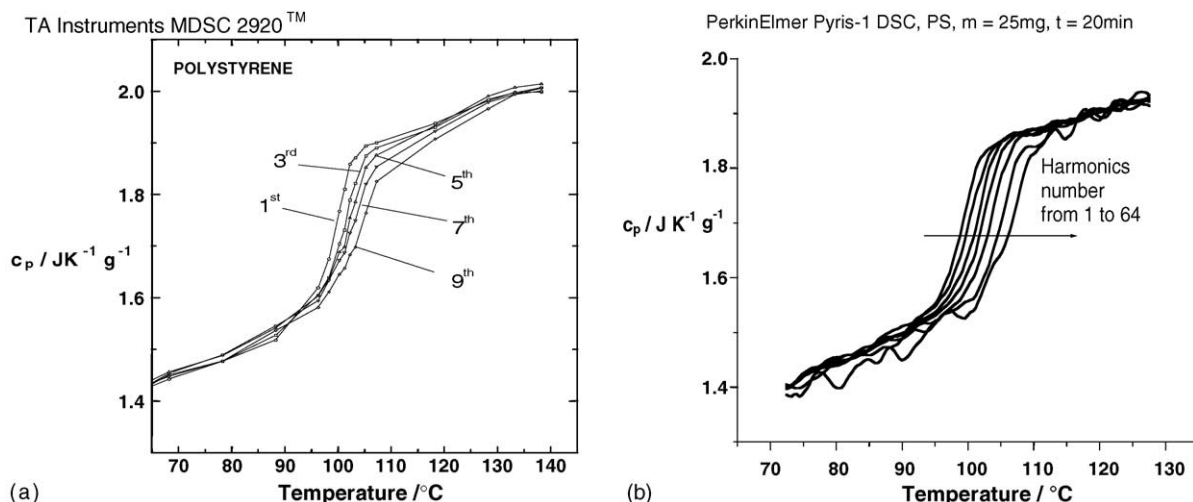 TA Instruments MDSC 2920™
POLYSTYRENE
2.0
1.8
1.6
1.4
c_P / JK⁻¹ g⁻¹
3rd
1st
5th
7th
9th
70 80 90 100 110 120 130 140
Temperature /°C
(a)
PerkinElmer Pyris-1 DSC, PS, m = 25mg, t = 20min
2.0
1.8
1.6
1.4
c_P / J K⁻¹ g⁻¹
Harmonics
number
from 1 to 64
70 80 90 100 110 120 130
Temperature / °C
(b)